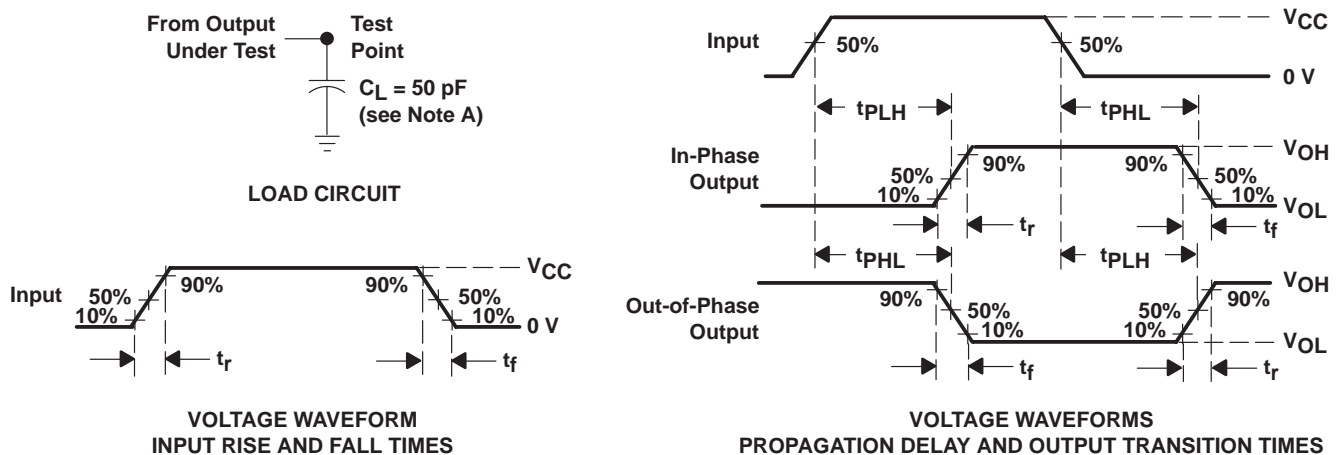 From Output
Under Test
Test
Point
CL = 50 pF
(see Note A)
LOAD CIRCUIT
Input
50%
10%
90%
90%
50%
10%
VCC
0 V
tr
tf
VOLTAGE WAVEFORM
INPUT RISE AND FALL TIMES
Input
50%
50%
VCC
0 V
tPLH
tPHL
In-Phase
Output
50%
10%
90%
90%
50%
10%
VOH
VOL
tr
tf
tPHL
tPLH
Out-of-Phase
Output
90%
50%
10%
50%
10%
90%
VOH
VOL
tf
tr
VOLTAGE WAVEFORMS
PROPAGATION DELAY AND OUTPUT TRANSITION TIMES